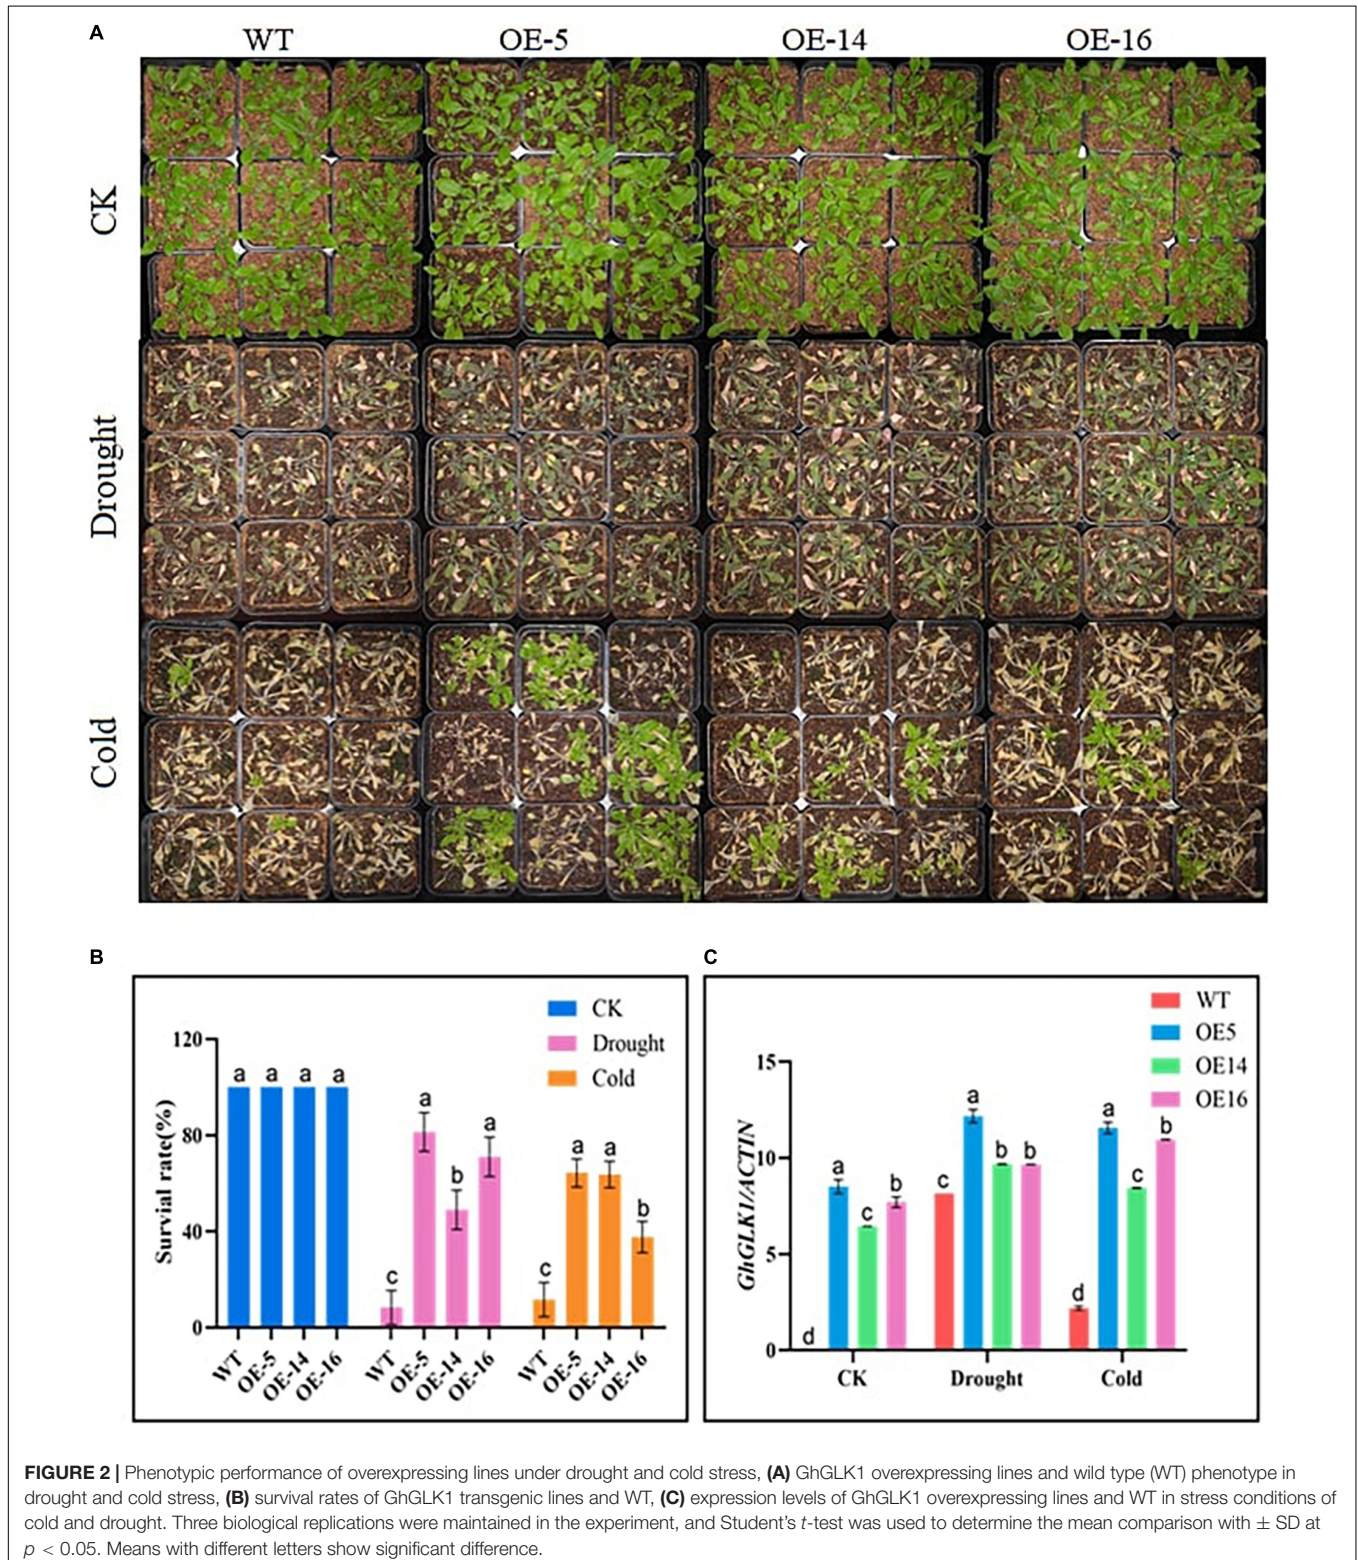 A
WT OE-5 OE-14 OE-16
CK
Drought
Cold
B
CK
Drought
Cold
Survial rate(%)
120
80
40
0
a a a a
c a b a
c a a b
WT OE-5 OE-14 OE-16 WT OE-5 OE-14 OE-16 WT OE-5 OE-14 OE-16
C
WT
OE5
OE14
OE16
GhGLK1/ACTIN
15
10
5
0
d a c b
c a b b
d a c b
CK Drought Cold
FIGURE 2 | Phenotypic performance of overexpressing lines under drought and cold stress, (A) GhGLK1 overexpressing lines and wild type (WT) phenotype in
drought and cold stress, (B) survival rates of GhGLK1 transgenic lines and WT, (C) expression levels of GhGLK1 overexpressing lines and WT in stress conditions of
cold and drought. Three biological replications were maintained in the experiment, and Student's t-test was used to determine the mean comparison with ± SD at
p < 0.05. Means with different letters show significant difference.